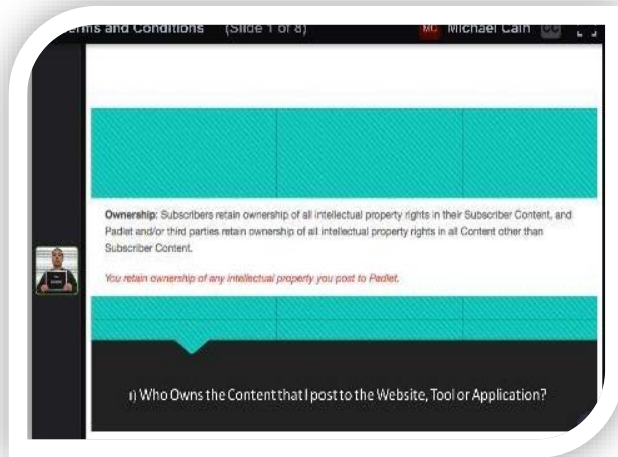 ms and Conditions (Slide 1 of 8) MC Michael Cain CC
Ownership: Subscribers retain ownership of all intellectual property rights in their Subscriber Content, and
Padlet and/or third parties retain ownership of all intellectual property rights in all Content other than
Subscriber Content.
You retain ownership of any intellectual property you post to Padlet.
1) Who Owns the Content that I post to the Website, Tool or Application?